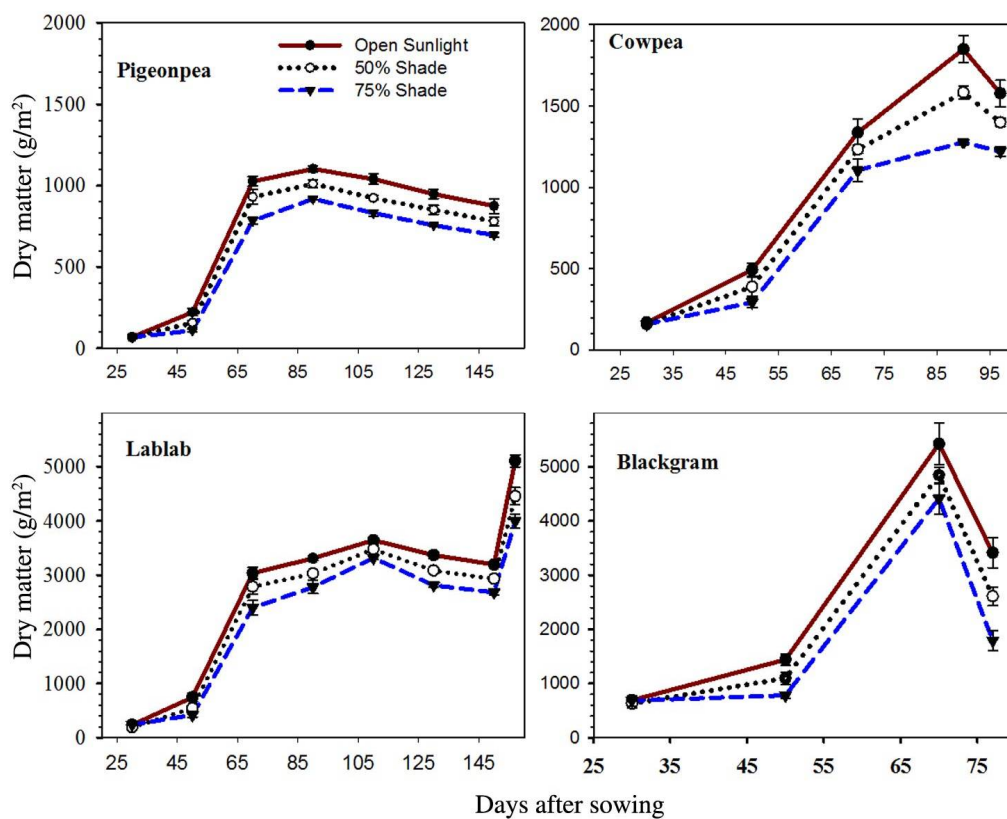 Pigeonpea
Open Sunlight
50% Shade
75% Shade
Dry matter (g/m²)
2000
1500
1000
500
0
25 45 65 85 105 125 145
Cowpea
2000
1500
1000
500
0
25 35 45 55 65 75 85 95
Lablab
Dry matter (g/m²)
5000
4000
3000
2000
1000
0
25 45 65 85 105 125 145
Blackgram
5000
4000
3000
2000
1000
0
25 35 45 55 65 75
Days after sowing